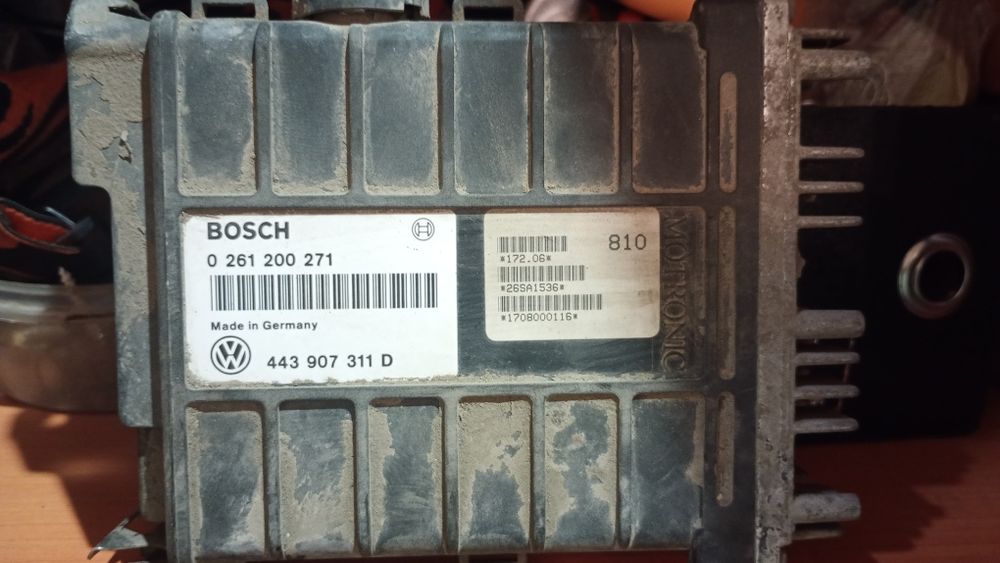 BOSCH
0 261 200 271
Made in Germany
443 907 311 D
810
*172.06*
*26SA1536*
*1708000116*
MOTRONIC